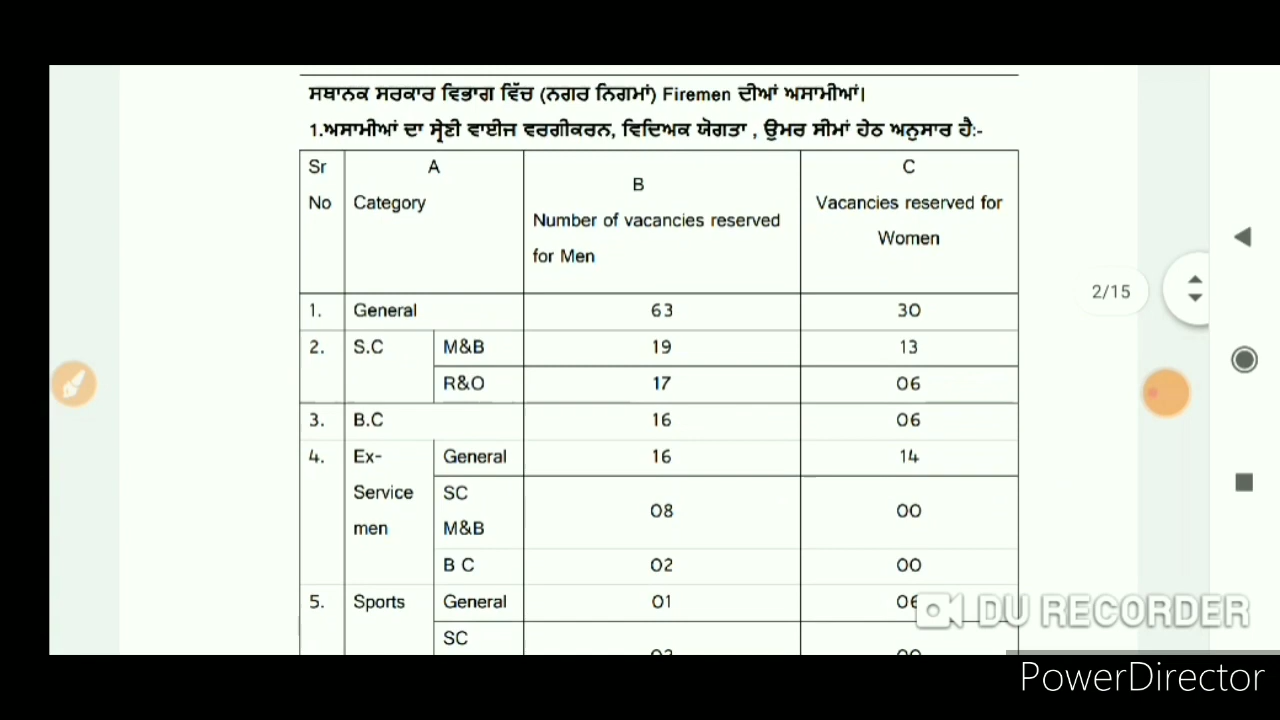 ਸਥਾਨਕ ਸਰਕਾਰ ਵਿਭਾਗ ਵਿੱਚ (ਨਗਰ ਨਿਗਮਾਂ) Firemen ਦੀਆਂ ਅਸਾਮੀਆਂ।
1.ਅਸਾਮੀਆਂ ਦਾ ਸ਼੍ਰੇਣੀ ਵਾਈਜ ਵਰਗੀਕਰਨ, ਵਿਦਿਅਕ ਯੋਗਤਾ , ਉਮਰ ਸੀਮਾਂ ਹੇਠ ਅਨੁਸਾਰ ਹੈ:-
Sr No A Category B Number of vacancies reserved for Men C Vacancies reserved for Women
1. General 63 30
2. S.C M&B 19 13
R&O 17 06
3. B.C 16 06
4. Ex-Service men General 16 14
SC M&B 08 00
B C 02 00
5. Sports General 01 06
SC
2/15
DU RECORDER
PowerDirector